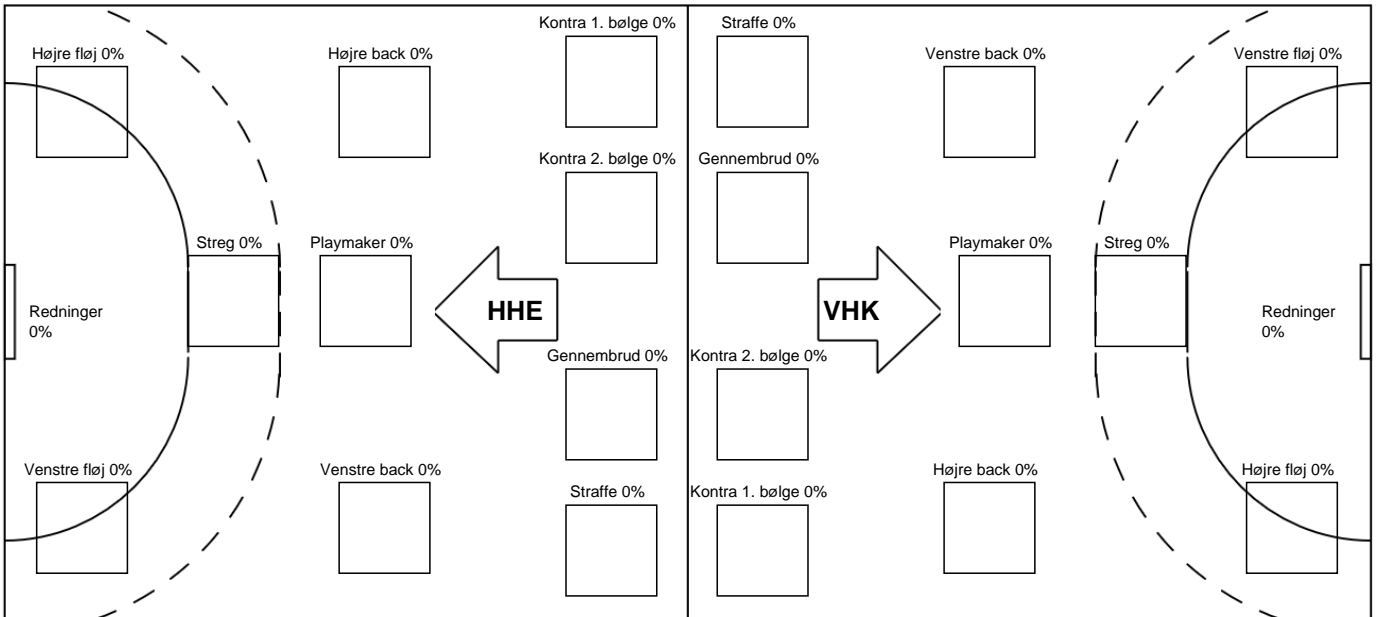 Kontra 1. bølge 0%
Straffe 0%
Højre fløj 0%
Højre back 0%
Venstre back 0%
Venstre fløj 0%
Kontra 2. bølge 0%
Gennembrud 0%
Streg 0%
Playmaker 0%
Playmaker 0%
Streg 0%
Redninger
0%
HHE
VHK
Redninger
0%
Gennembrud 0%
Kontra 2. bølge 0%
Venstre fløj 0%
Venstre back 0%
Højre back 0%
Højre fløj 0%
Straffe 0%
Kontra 1. bølge 0%